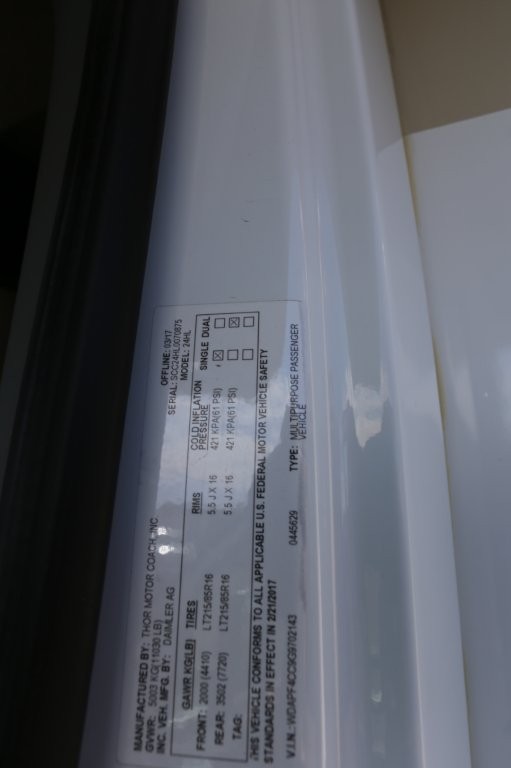 MANUFACTURED BY: THOR MOTOR COACH, INC
OFFLINE: 03/17
GVWR: 5003 KG(11030 LB)
SERIAL: SCC24HL0070875
INC. VEH. MFG. BY: DAIMLER AG
MODEL: 24HL
GAWR KG[LB] TIRES RIMS COLD INFLATION PRESSURE SINGLE DUAL
FRONT: 2000 (4410) LT215/85R16 5.5 J X 16 421 KPA(61 PSI) ☒ ☐
REAR: 3502 (7720) LT215/85R16 5.5 J X 16 421 KPA(61 PSI) ☐ ☒
TAG: ☐ ☐
THIS VEHICLE CONFORMS TO ALL APPLICABLE U.S. FEDERAL MOTOR VEHICLE SAFETY
STANDARDS IN EFFECT IN 2/21/2017
V.I.N.-WDAPF4CC9G9702143 0445629 TYPE: MULTIPURPOSE PASSENGER
VEHICLE